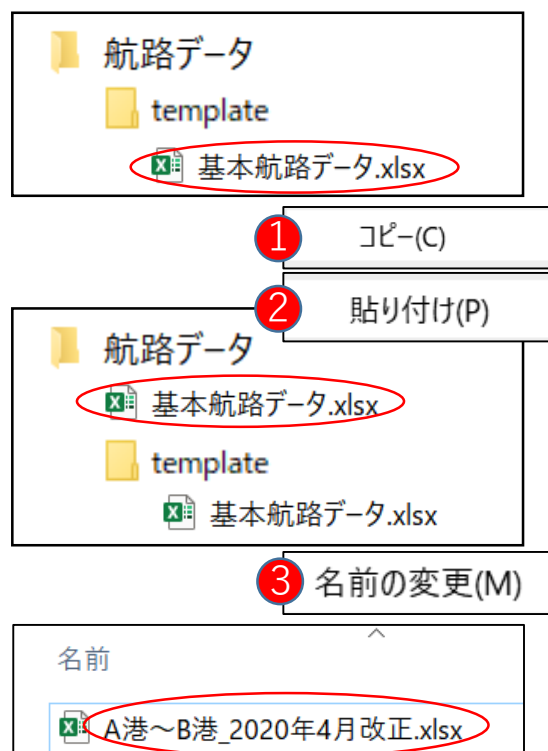 航路データ
template
基本航路データ.xlsx
1 コピー(C)
2 貼り付け(P)
航路データ
基本航路データ.xlsx
template
基本航路データ.xlsx
3 名前の変更(M)
名前
A港～B港_2020年4月改正.xlsx